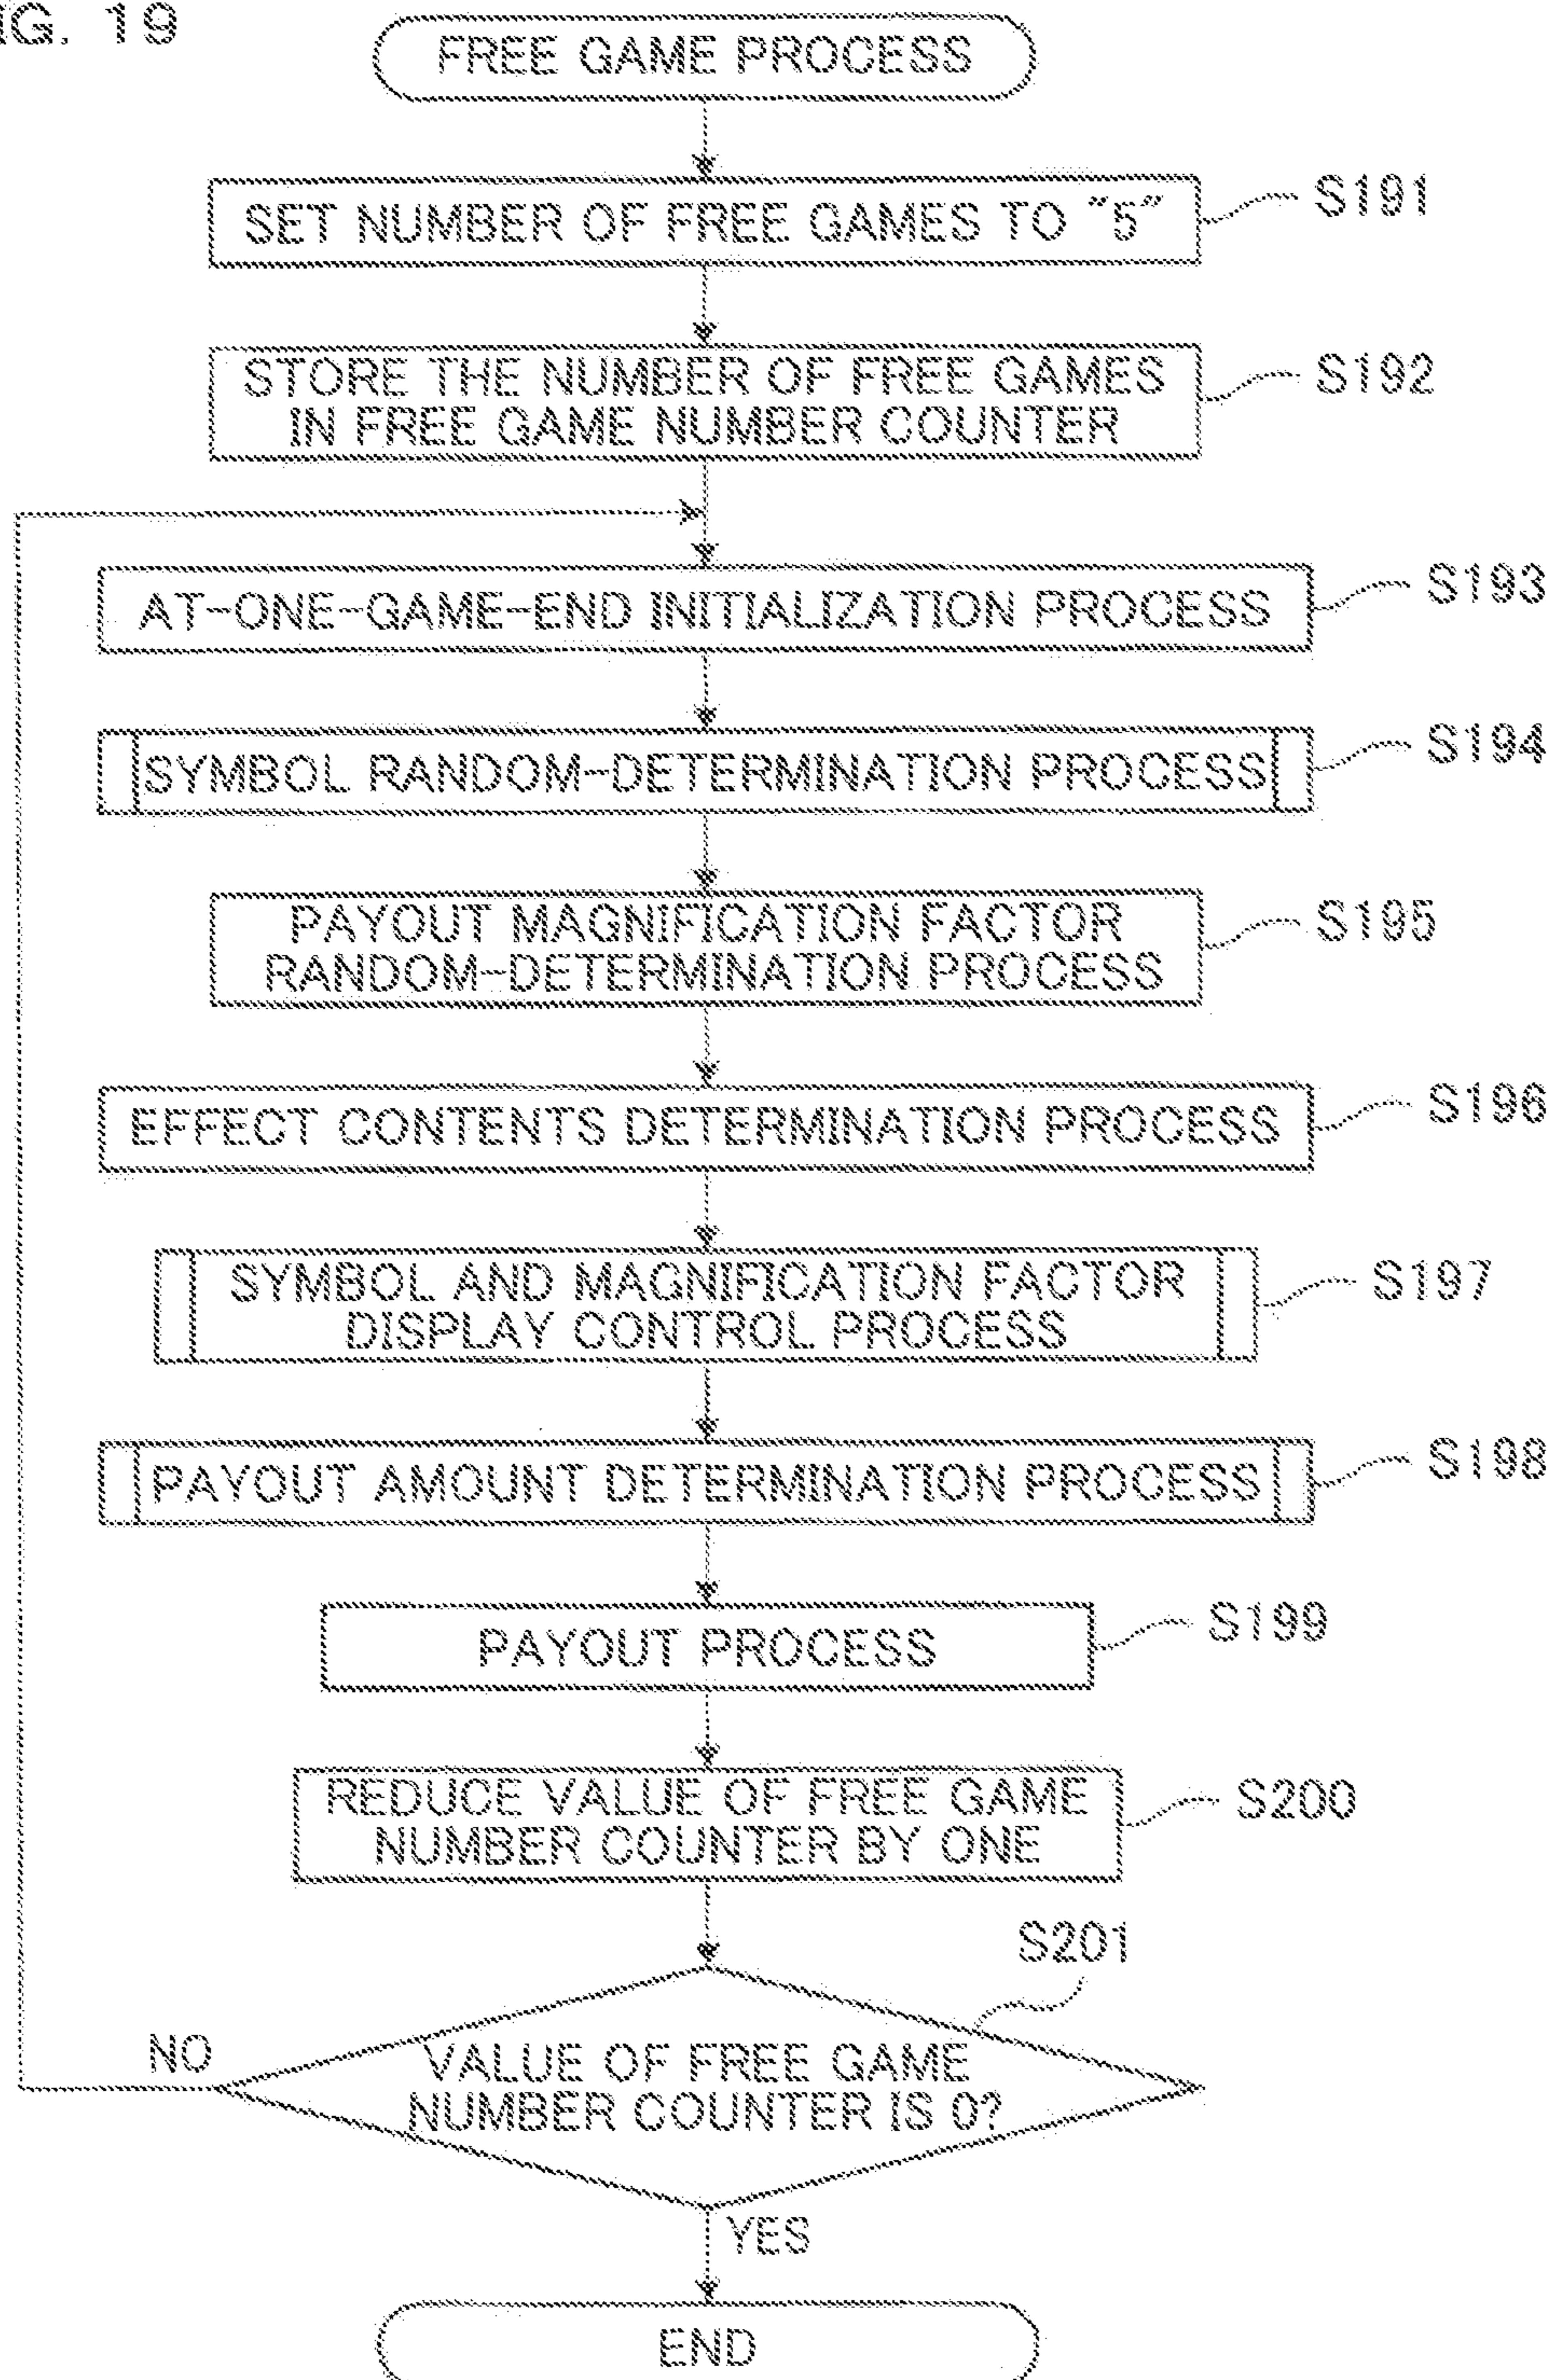 IG. 19
FREE GAME PROCESS
SET NUMBER OF FREE GAMES TO "5"
S191
STORE THE NUMBER OF FREE GAMES
IN FREE GAME NUMBER COUNTER
S192
AT-ONE-GAME-END INITIALIZATION PROCESS
S193
SYMBOL RANDOM-DETERMINATION PROCESS
S194
PAYOUT MAGNIFICATION FACTOR
RANDOM-DETERMINATION PROCESS
S195
EFFECT CONTENTS DETERMINATION PROCESS
S196
SYMBOL AND MAGNIFICATION FACTOR
DISPLAY CONTROL PROCESS
S197
PAYOUT AMOUNT DETERMINATION PROCESS
S198
PAYOUT PROCESS
S199
REDUCE VALUE OF FREE GAME
NUMBER COUNTER BY ONE
S200
S201
VALUE OF FREE GAME
NUMBER COUNTER IS 0?
NO
YES
END